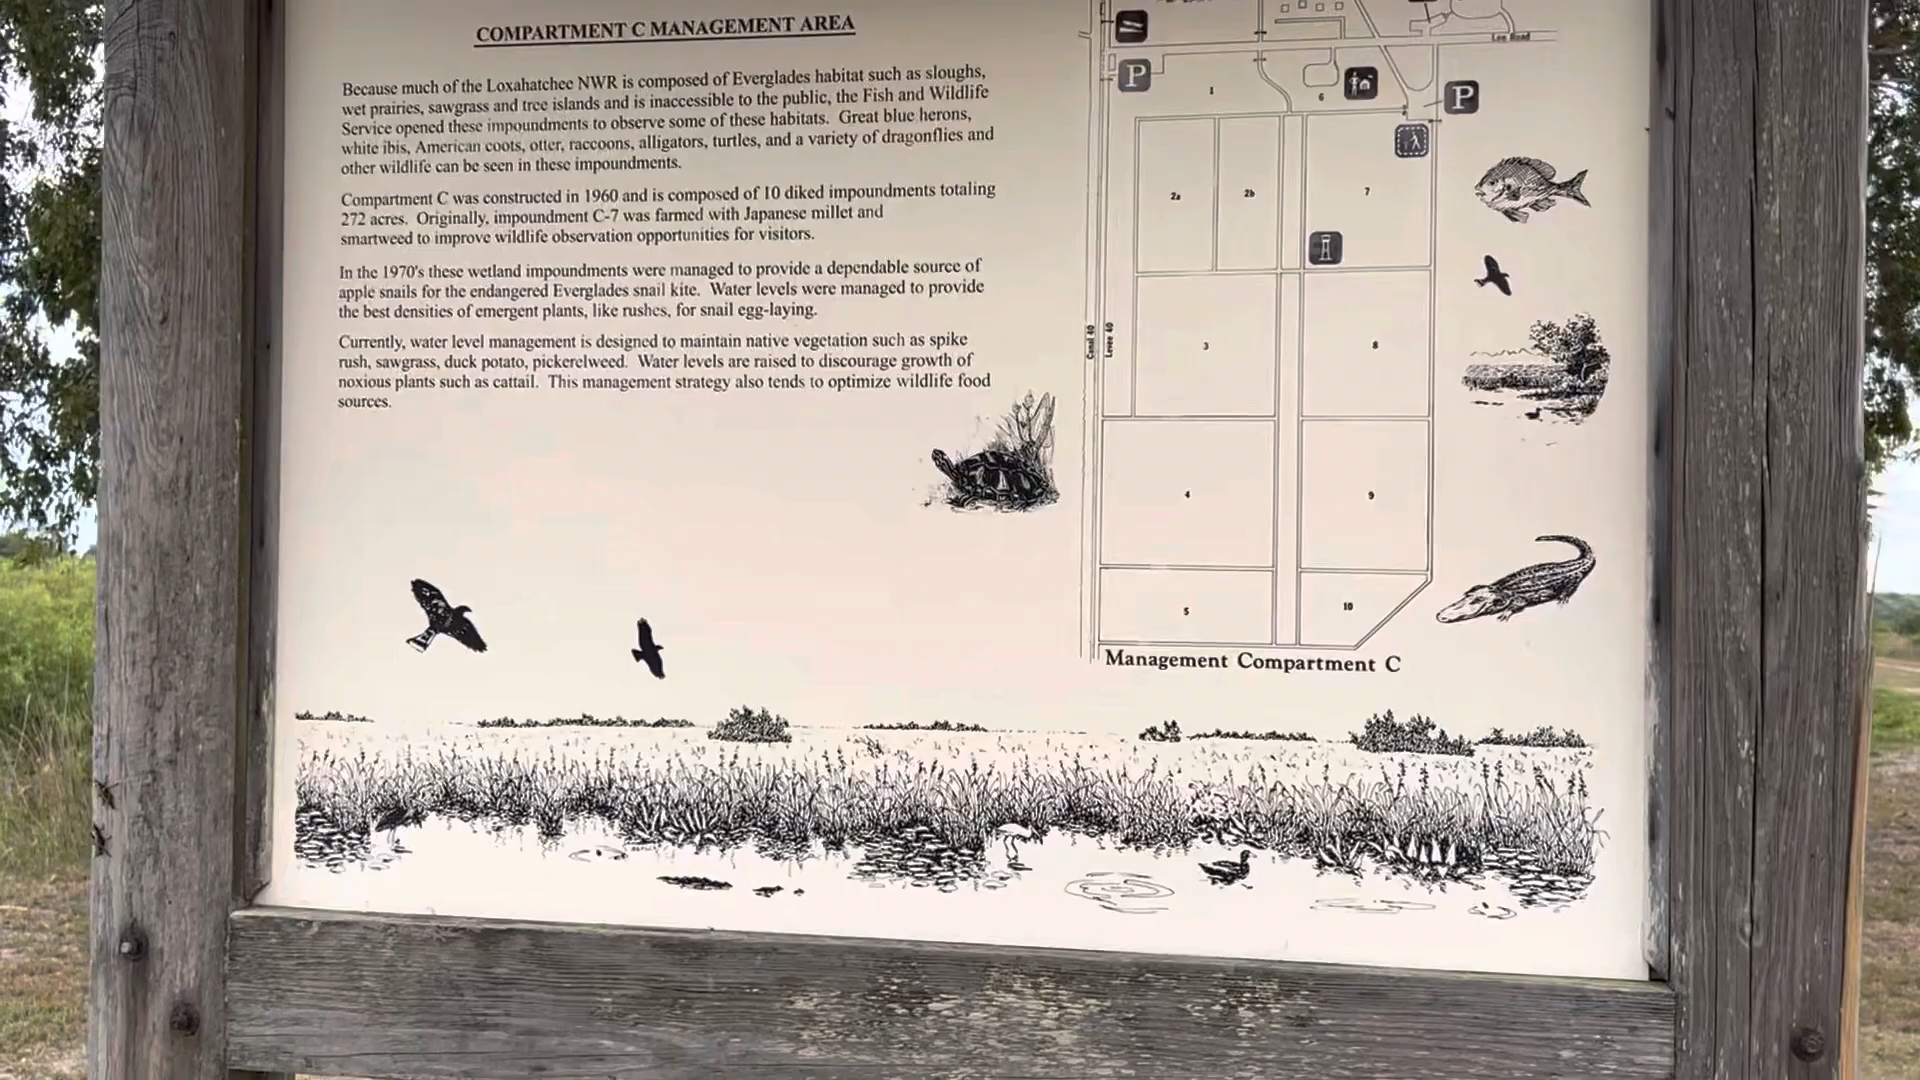 COMPARTMENT C MANAGEMENT AREA
Because much of the Loxahatchee NWR is composed of Everglades habitat such as sloughs,
wet prairies, sawgrass and tree islands and is inaccessible to the public, the Fish and Wildlife
Service opened these impoundments to observe some of these habitats. Great blue herons,
white ibis, American coots, otter, raccoons, alligators, turtles, and a variety of dragonflies and
other wildlife can be seen in these impoundments.
Compartment C was constructed in 1960 and is composed of 10 diked impoundments totaling
272 acres. Originally, impoundment C-7 was farmed with Japanese millet and
smartweed to improve wildlife observation opportunities for visitors.
In the 1970's these wetland impoundments were managed to provide a dependable source of
apple snails for the endangered Everglades snail kite. Water levels were managed to provide
the best densities of emergent plants, like rushes, for snail egg-laying.
Currently, water level management is designed to maintain native vegetation such as spike
rush, sawgrass, duck potato, pickerelweed. Water levels are raised to discourage growth of
noxious plants such as cattail. This management strategy also tends to optimize wildlife food
sources.
Lee Road
P
1
6
P
2a
2b
7
Canal 40
Levee 40
3
8
4
9
5
10
Management Compartment C